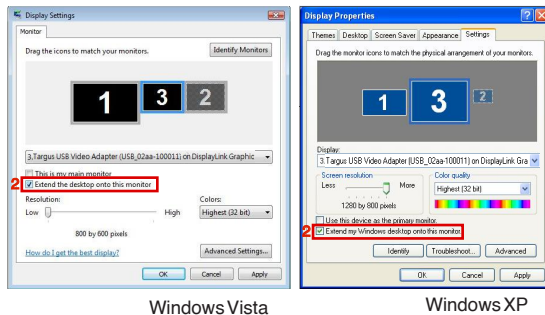 Display Settings
Monitor
Drag the icons to match your monitors.
Identify Monitors
1
3
2
3.Targus USB Video Adapter (USB_02aa-100011) on DisplayLink Graphic
This is my main monitor
2
Extend the desktop onto this monitor
Resolution:
Low
High
Colors:
Highest (32 bit)
800 by 600 pixels
How do I get the best display?
Advanced Settings...
OK
Cancel
Apply
Windows Vista
Display Properties
Themes
Desktop
Screen Saver
Appearance
Settings
Drag the monitor icons to match the physical arrangement of your monitors.
1
3
2
Display:
3.Targus USB Video Adapter (USB_02aa-100011) on DisplayLink Gra
Screen resolution
Less
More
1280 by 800 pixels
Color quality
Highest (32 bit)
Use this device as the primary monitor.
2
Extend my Windows desktop onto this monitor.
Identify
Troubleshoot...
Advanced
OK
Cancel
Apply
Windows XP